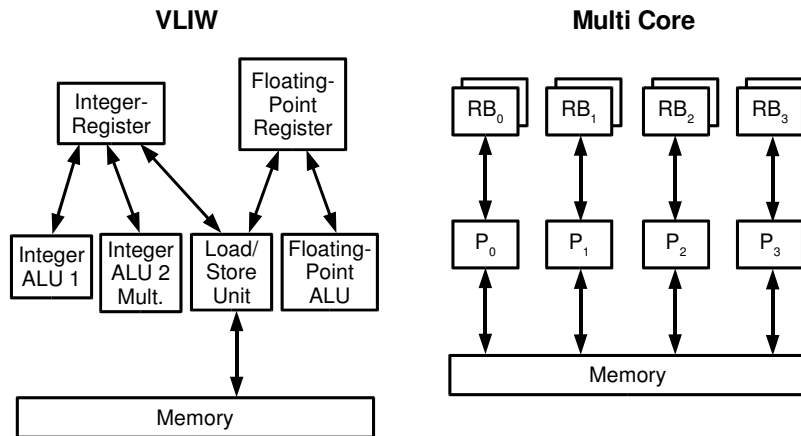 VLIW
Integer-
Register
Floating-
Point
Register
Integer
ALU 1
Integer
ALU 2
Mult.
Load/
Store
Unit
Floating-
Point
ALU
Memory
Multi Core
RB₀
RB₁
RB₂
RB₃
P₀
P₁
P₂
P₃
Memory